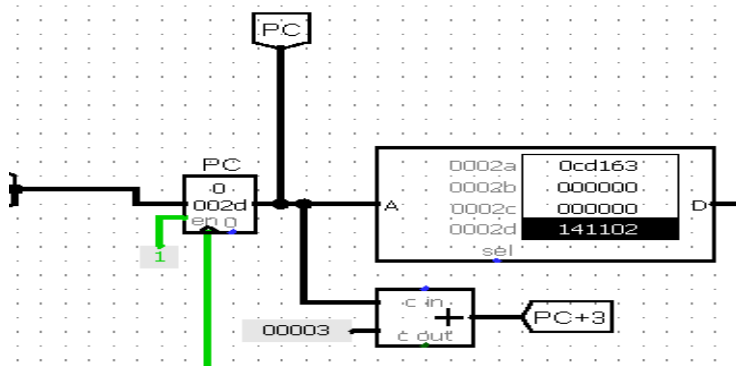 PC
PC
0
002d
en 0
1
0002a 0cd163
0002b 000000
0002c 000000
0002d 141102
A
D
sel
c in
+
c out
00003
PC+3